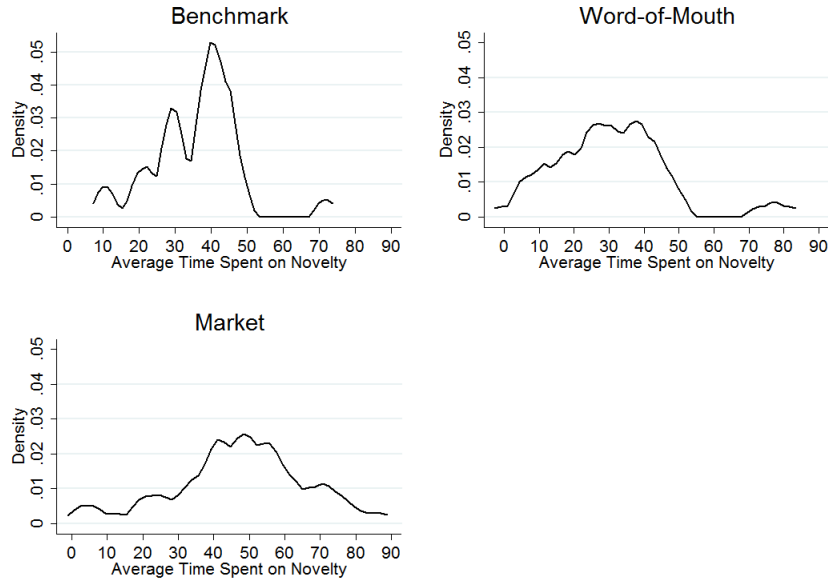 Benchmark
Density
0 .01 .02 .03 .04 .05
0 10 20 30 40 50 60 70 80 90
Average Time Spent on Novelty
Word-of-Mouth
Density
0 .01 .02 .03 .04 .05
0 10 20 30 40 50 60 70 80 90
Average Time Spent on Novelty
Market
Density
0 .01 .02 .03 .04 .05
0 10 20 30 40 50 60 70 80 90
Average Time Spent on Novelty